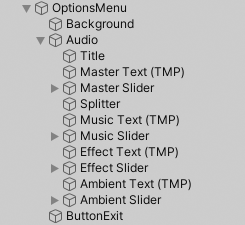 OptionsMenu
Background
Audio
Title
Master Text (TMP)
Master Slider
Splitter
Music Text (TMP)
Music Slider
Effect Text (TMP)
Effect Slider
Ambient Text (TMP)
Ambient Slider
ButtonExit